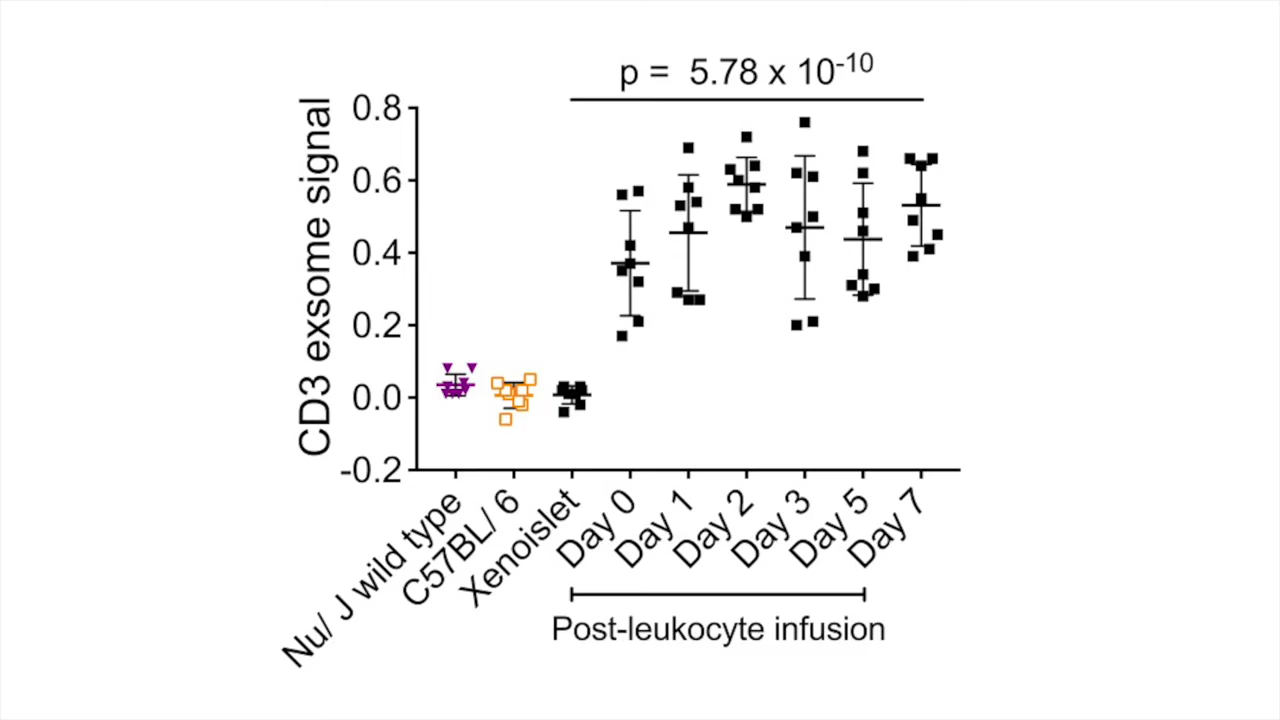 p = 5.78 x 10⁻¹⁰
CD3 exsome signal
0.8
0.6
0.4
0.2
0.0
-0.2
Nu/ J wild type
C57BL/ 6
Xenoislet
Day 0
Day 1
Day 2
Day 3
Day 5
Day 7
Post-leukocyte infusion